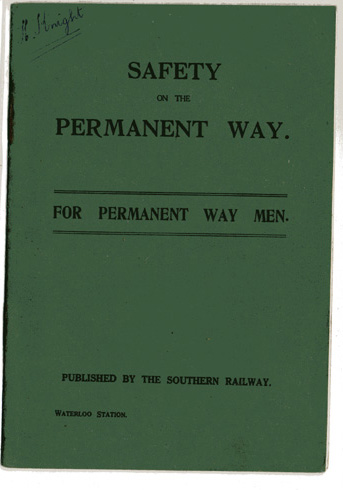 K. Knight
SAFETY
ON THE
PERMANENT WAY.
FOR PERMANENT WAY MEN.
PUBLISHED BY THE SOUTHERN RAILWAY.
WATERLOO STATION.